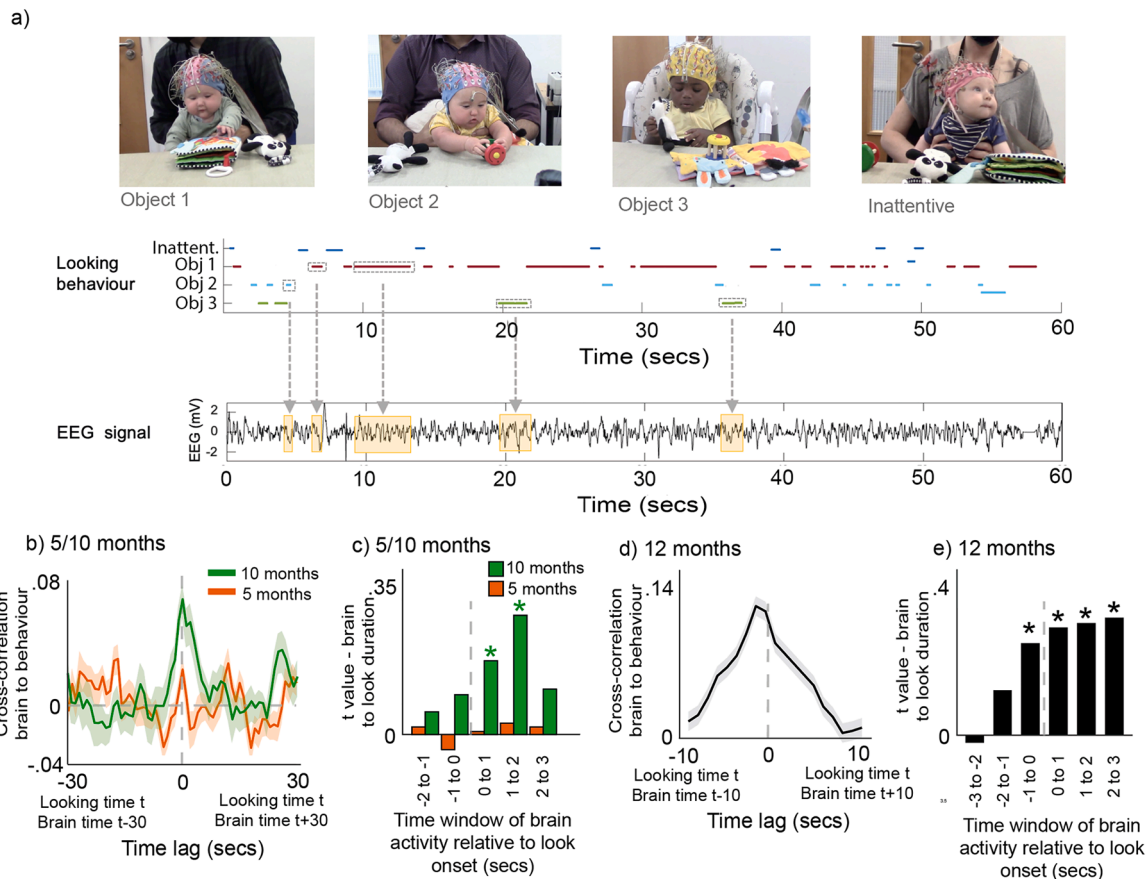 a)
Object 1
Object 2
Object 3
Inattentive
Looking
behaviour
Inattent.
Obj 1
Obj 2
Obj 3
10 20 30 40 50 60
Time (secs)
EEG signal
EEG (mV)
2
0
-2
0 10 20 30 40 50 60
Time (secs)
b) 5/10 months
Cross-correlation
brain to behaviour
.08
0
-.04
10 months
5 months
-30 0 30
Looking time t
Brain time t-30
Looking time t
Brain time t+30
Time lag (secs)
c) 5/10 months
t value - brain
to look duration
.35
0
10 months
5 months
*
*
-2 to -1
-1 to 0
0 to 1
1 to 2
2 to 3
Time window of brain
activity relative to look
onset (secs)
d) 12 months
Cross-correlation
brain to behaviour
.14
0
-10 0 10
Looking time t
Brain time t-10
Looking time t
Brain time t+10
Time lag (secs)
e) 12 months
t value - brain
to look duration
.4
0
* * * *
-3 to -2
-2 to -1
-1 to 0
0 to 1
1 to 2
2 to 3
Time window of brain
activity relative to look
onset (secs)